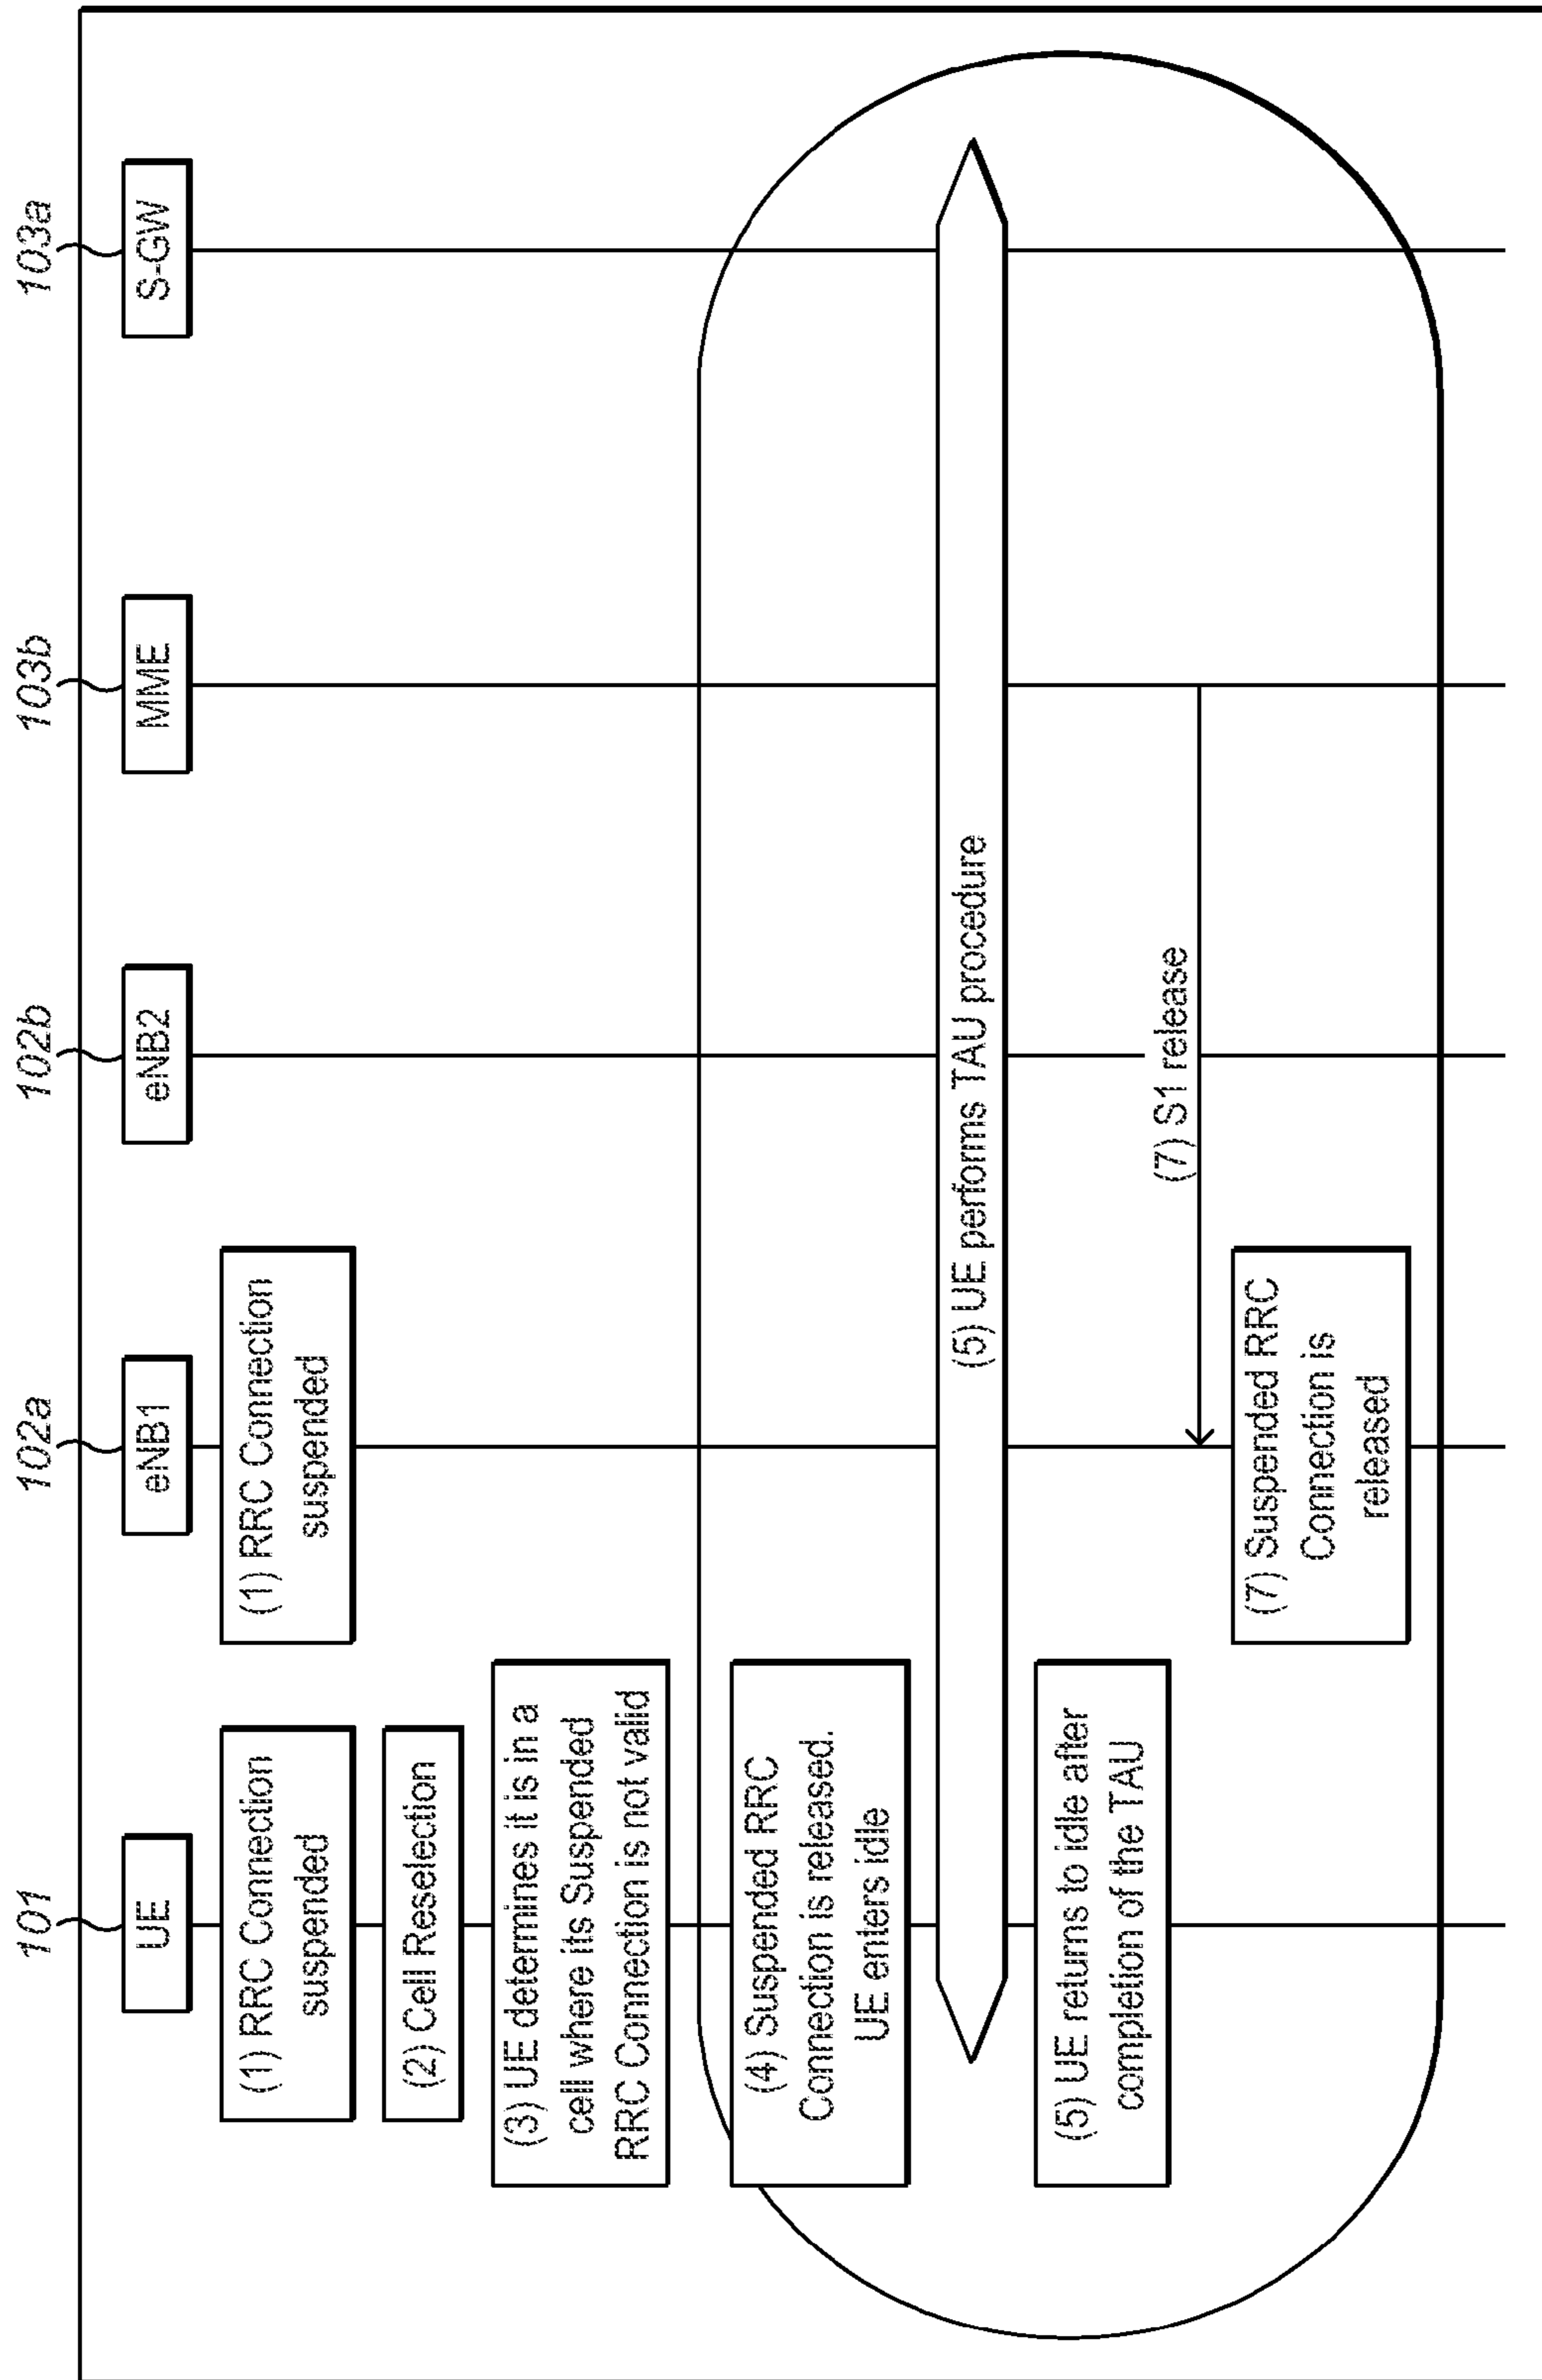 101
102a
102b
103b
103a
UE
eNB1
eNB2
MME
S-GW
(1) RRC Connection
suspended
(1) RRC Connection
suspended
(2) Cell Reselection
(3) UE determines it is in a
cell where its Suspended
RRC Connection is not valid
(4) Suspended RRC
Connection is released.
UE enters idle
(5) UE performs TAU procedure
(5) UE returns to idle after
completion of the TAU
(7) S1 release
(7) Suspended RRC
Connection is
released